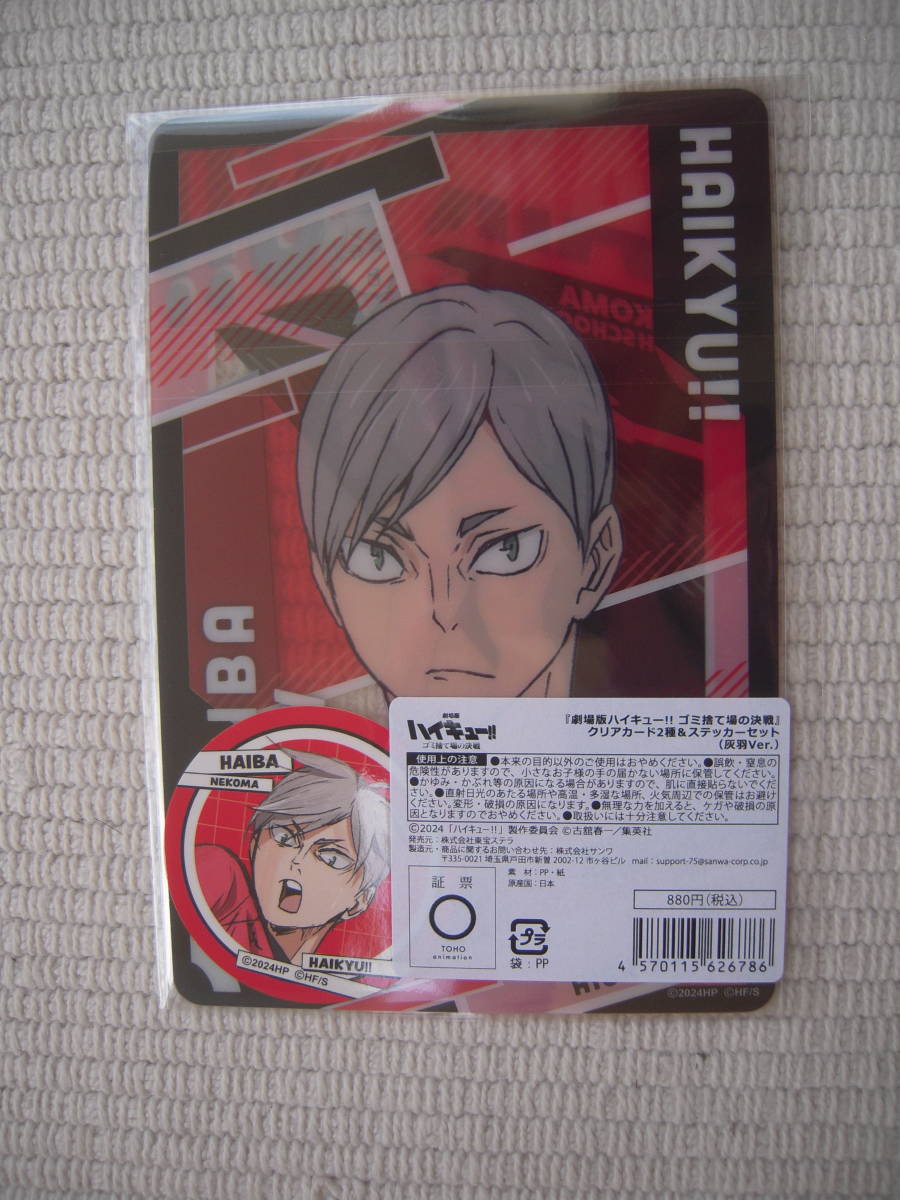 HAIKYU!!
KOMA
HSCHOO
IBA
HAIBA
NEKOMA
HAIKYU!!
©2024HP ©HF/S
劇場版
ハイキュー!!
ゴミ捨て場の決戦
『劇場版ハイキュー!! ゴミ捨て場の決戦』
クリアカード2種＆ステッカーセット
（灰羽Ver.）
使用上の注意 ●本来の目的以外のご使用はおやめください。●誤飲・窒息の
危険性がありますので、小さなお子様の手の届かない場所に保管してください。
●かゆみ・かぶれ等の原因になる場合がありますので、肌に直接貼らないでくだ
さい。●直射日光のあたる場所や高温・多湿な場所、火気周辺での保管はお避け
ください。変形・破損の原因になります。●無理な力を加えると、ケガや破損の原
因となりますのでおやめください。●取扱いには十分注意してください。
©2024「ハイキュー!!」製作委員会 ©古舘春一／集英社
発売元：株式会社東宝ステラ
製造元・商品に関するお問い合わせ先：株式会社サンワ
〒335-0021 埼玉県戸田市新曽 2002-12 市ヶ谷ビル mail：support-75@sanwa-corp.co.jp
素 材：PP・紙
原産国：日本
証 票
TOHO
animation
プラ
袋：PP
880円（税込）
4 570115 626786
©2024HP ©HF/S